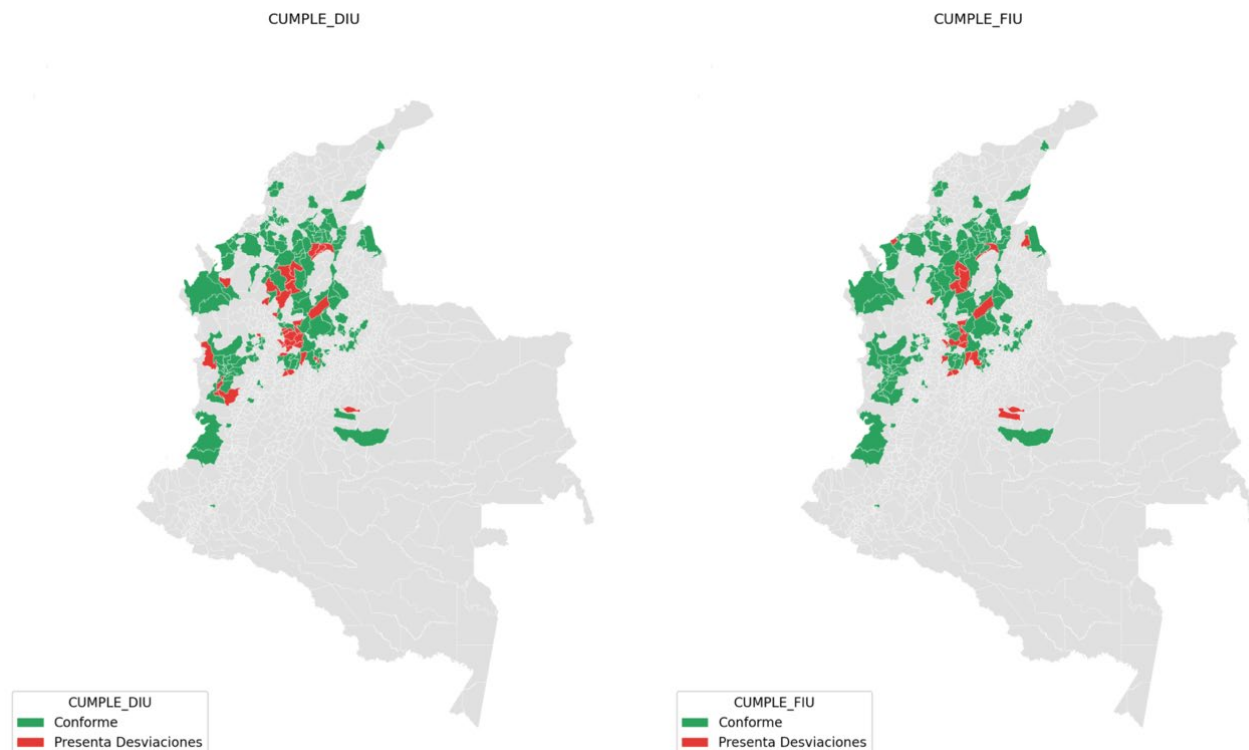 CUMPLE_DIU
CUMPLE_FIU
CUMPLE_DIU
Conforme
Presenta Desviaciones
CUMPLE_FIU
Conforme
Presenta Desviaciones